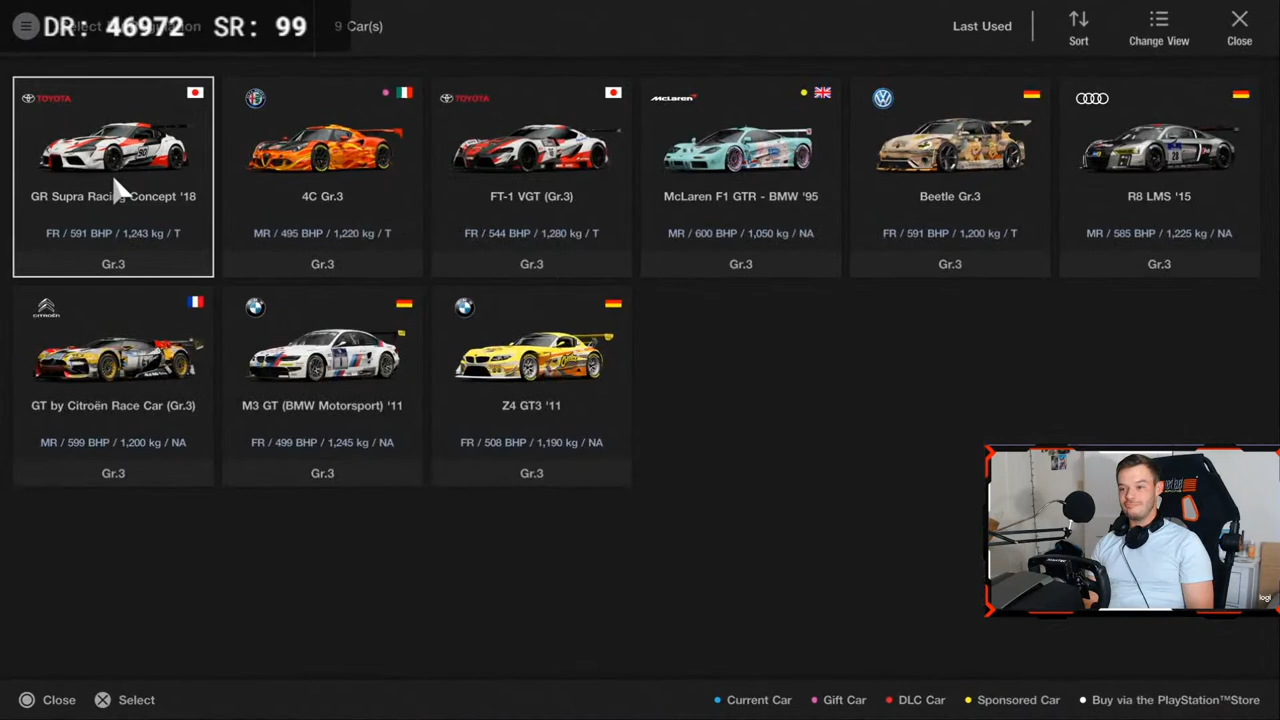 DR: 46972 SR: 99
9 Car(s)
Last Used
Sort
Change View
Close
TOYOTA
TOYOTA
McLaren
GR Supra Racing Concept '18
4C Gr.3
FT-1 VGT (Gr.3)
McLaren F1 GTR - BMW '95
Beetle Gr.3
R8 LMS '15
FR / 591 BHP / 1,243 kg / T
MR / 495 BHP / 1,220 kg / T
FR / 544 BHP / 1,280 kg / T
MR / 600 BHP / 1,050 kg / NA
FR / 591 BHP / 1,200 kg / T
MR / 585 BHP / 1,225 kg / NA
Gr.3
Gr.3
Gr.3
Gr.3
Gr.3
Gr.3
CITROËN
GT by Citroën Race Car (Gr.3)
M3 GT (BMW Motorsport) '11
Z4 GT3 '11
MR / 599 BHP / 1,200 kg / NA
FR / 499 BHP / 1,245 kg / NA
FR / 508 BHP / 1,190 kg / NA
Gr.3
Gr.3
Gr.3
logi
Close
Select
Current Car
Gift Car
DLC Car
Sponsored Car
Buy via the PlayStation™Store